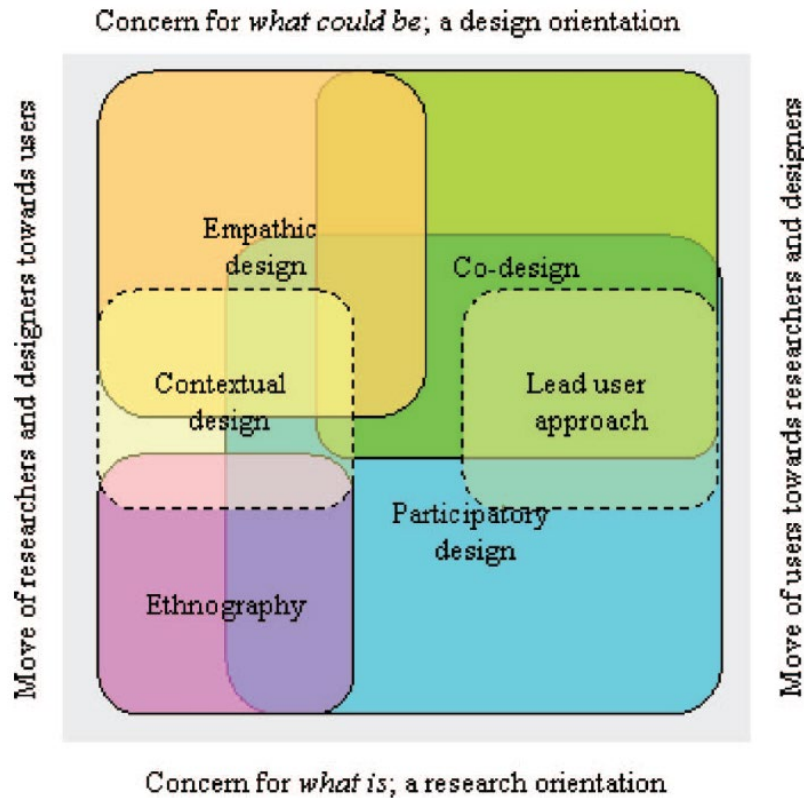 Concern for what could be; a design orientation
Move of researchers and designers towards users
Move of users towards researchers and designers
Empathic
design
Co-design
Contextual
design
Lead user
approach
Participatory
design
Ethnography
Concern for what is; a research orientation